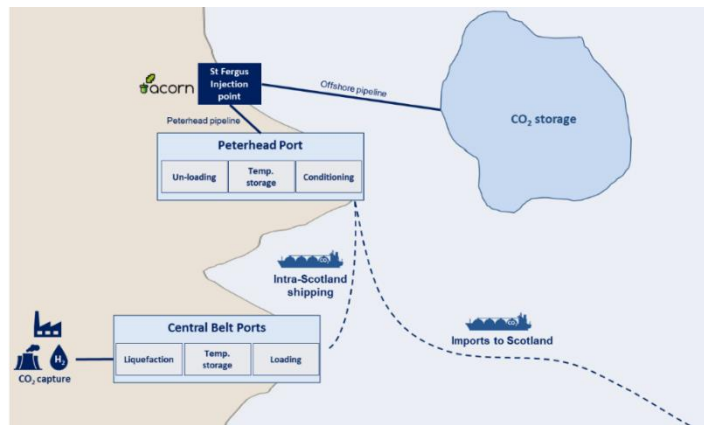 acorn
St Fergus
Injection
point
Offshore pipeline
CO₂ storage
Peterhead pipeline
Peterhead Port
Un-loading
Temp.
storage
Conditioning
Intra-Scotland
shipping
Imports to Scotland
Central Belt Ports
Liquefaction
Temp.
storage
Loading
H₂
CO₂ capture